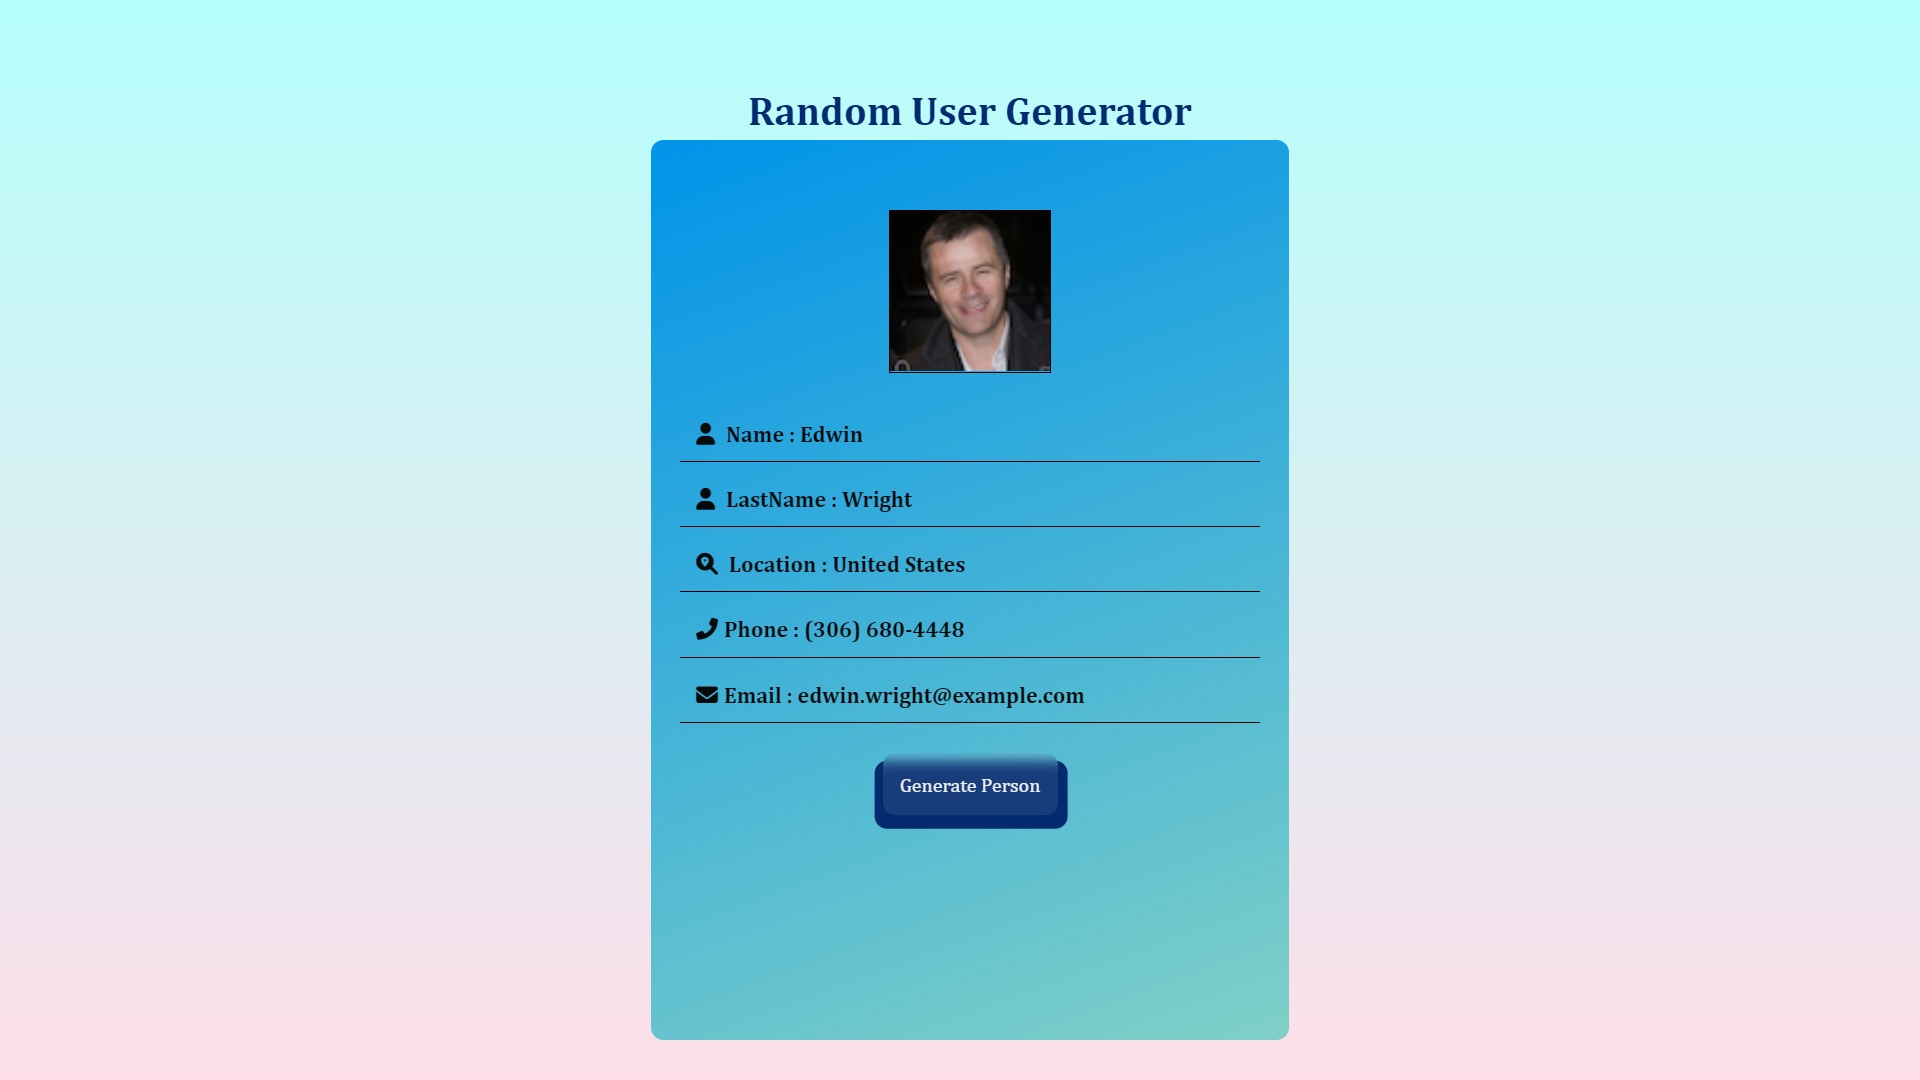 Random User Generator
Name : Edwin
LastName : Wright
Location : United States
Phone : (306) 680-4448
Email : edwin.wright@example.com
Generate Person